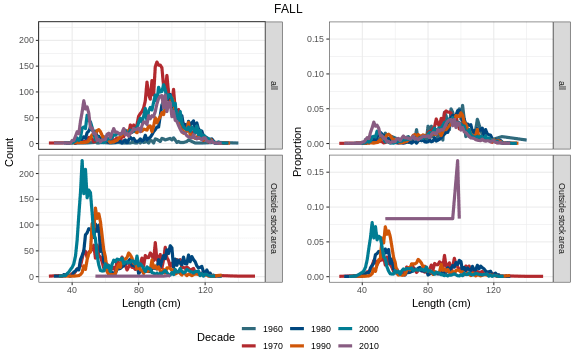 FALL
Count
200
150
100
50
0
all
200
150
100
50
0
Outside stock area
40
80
120
Length (cm)
Proportion
0.15
0.10
0.05
0.00
all
0.15
0.10
0.05
0.00
Outside stock area
40
80
120
Length (cm)
Decade
1960 1980 2000
1970 1990 2010